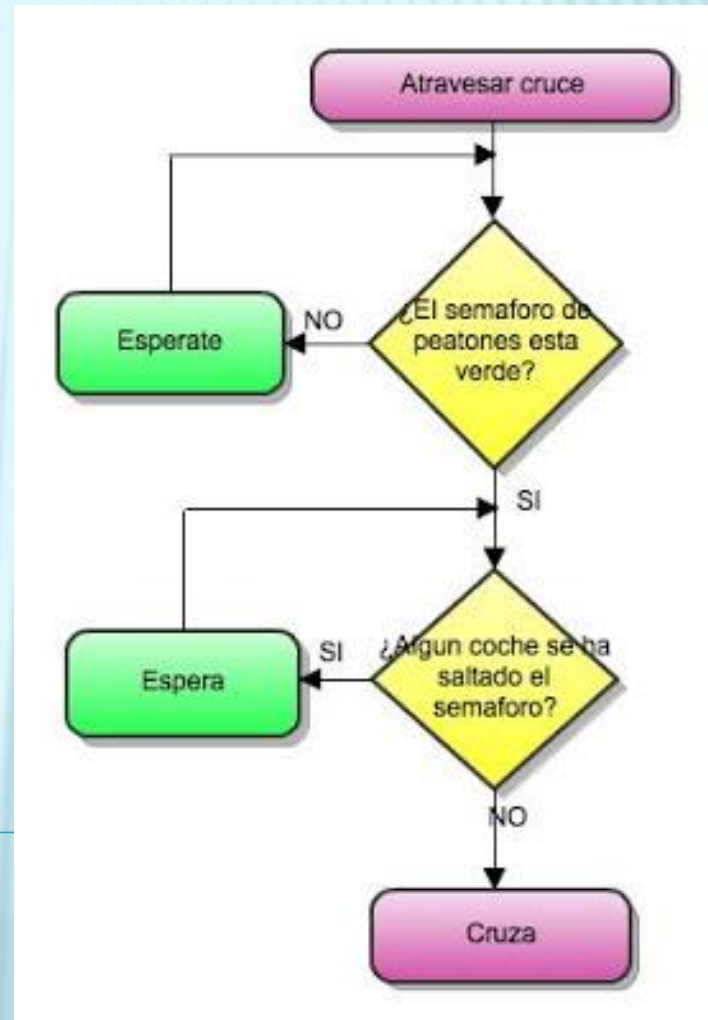 Atravesar cruce
¿El semaforo de
peatones esta
verde?
NO
Esperate
SI
¿Algun coche se ha
saltado el
semaforo?
SI
Espera
NO
Cruza